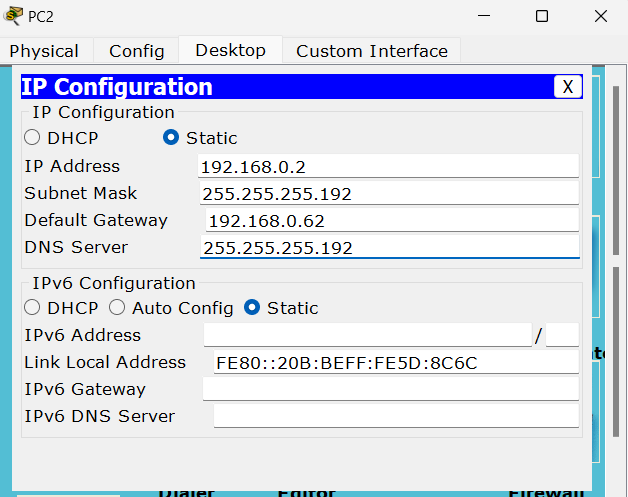 PC2
Physical Config Desktop Custom Interface
IP Configuration X
IP Configuration
DHCP Static
IP Address 192.168.0.2
Subnet Mask 255.255.255.192
Default Gateway 192.168.0.62
DNS Server 255.255.255.192
IPv6 Configuration
DHCP Auto Config Static
IPv6 Address /
Link Local Address FE80::20B:BEFF:FE5D:8C6C
IPv6 Gateway
IPv6 DNS Server
Dialer Editor Firewall